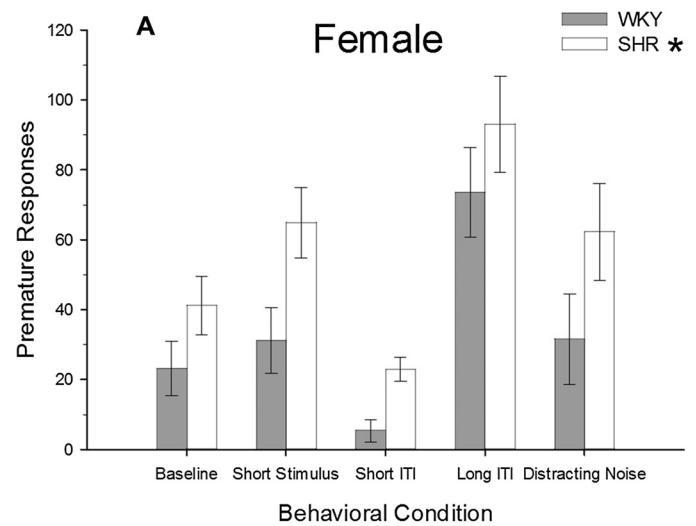 A
Female
WKY
SHR *
Premature Responses
120
100
80
60
40
20
0
Baseline Short Stimulus Short ITI Long ITI Distracting Noise
Behavioral Condition